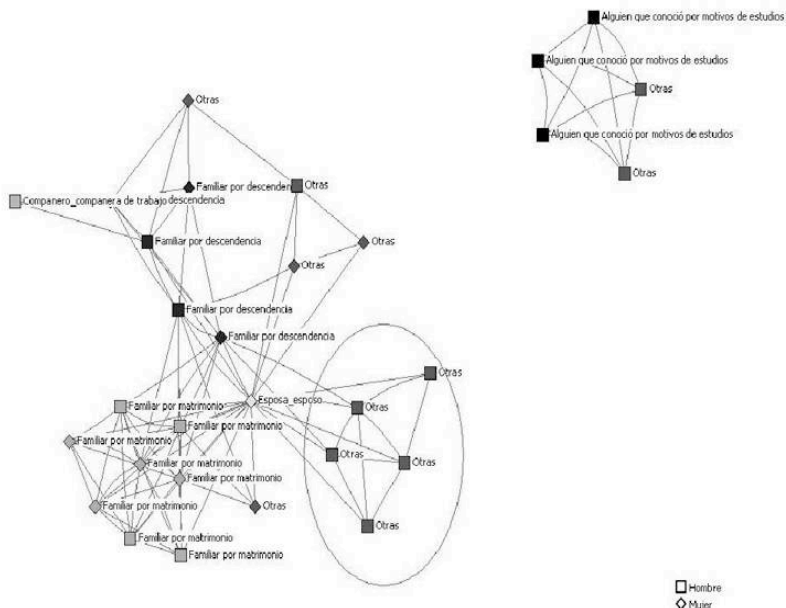 Alguien que conoció por motivos de estudios
Alguien que conoció por motivos de estudios
Otras
Otras
Alguien que conoció por motivos de estudios
Otras
Familiar por descendenci
Otras
Companero_companera de trabajo descendencia
Familiar por descendencia
Otras
Otras
Familiar por descendencia
Familiar por descendencia
Otras
Esposa_esposo
Otras
Familiar por matrimonio
Familiar por matrimonio
Familiar por matrimonio
Otras
Familiar por matrimonio
Otras
Familiar por matrimonio
Familiar por matrimonio
Otras
Otras
Familiar por matrimonio
Familiar por matrimonio
Hombre
Mujer